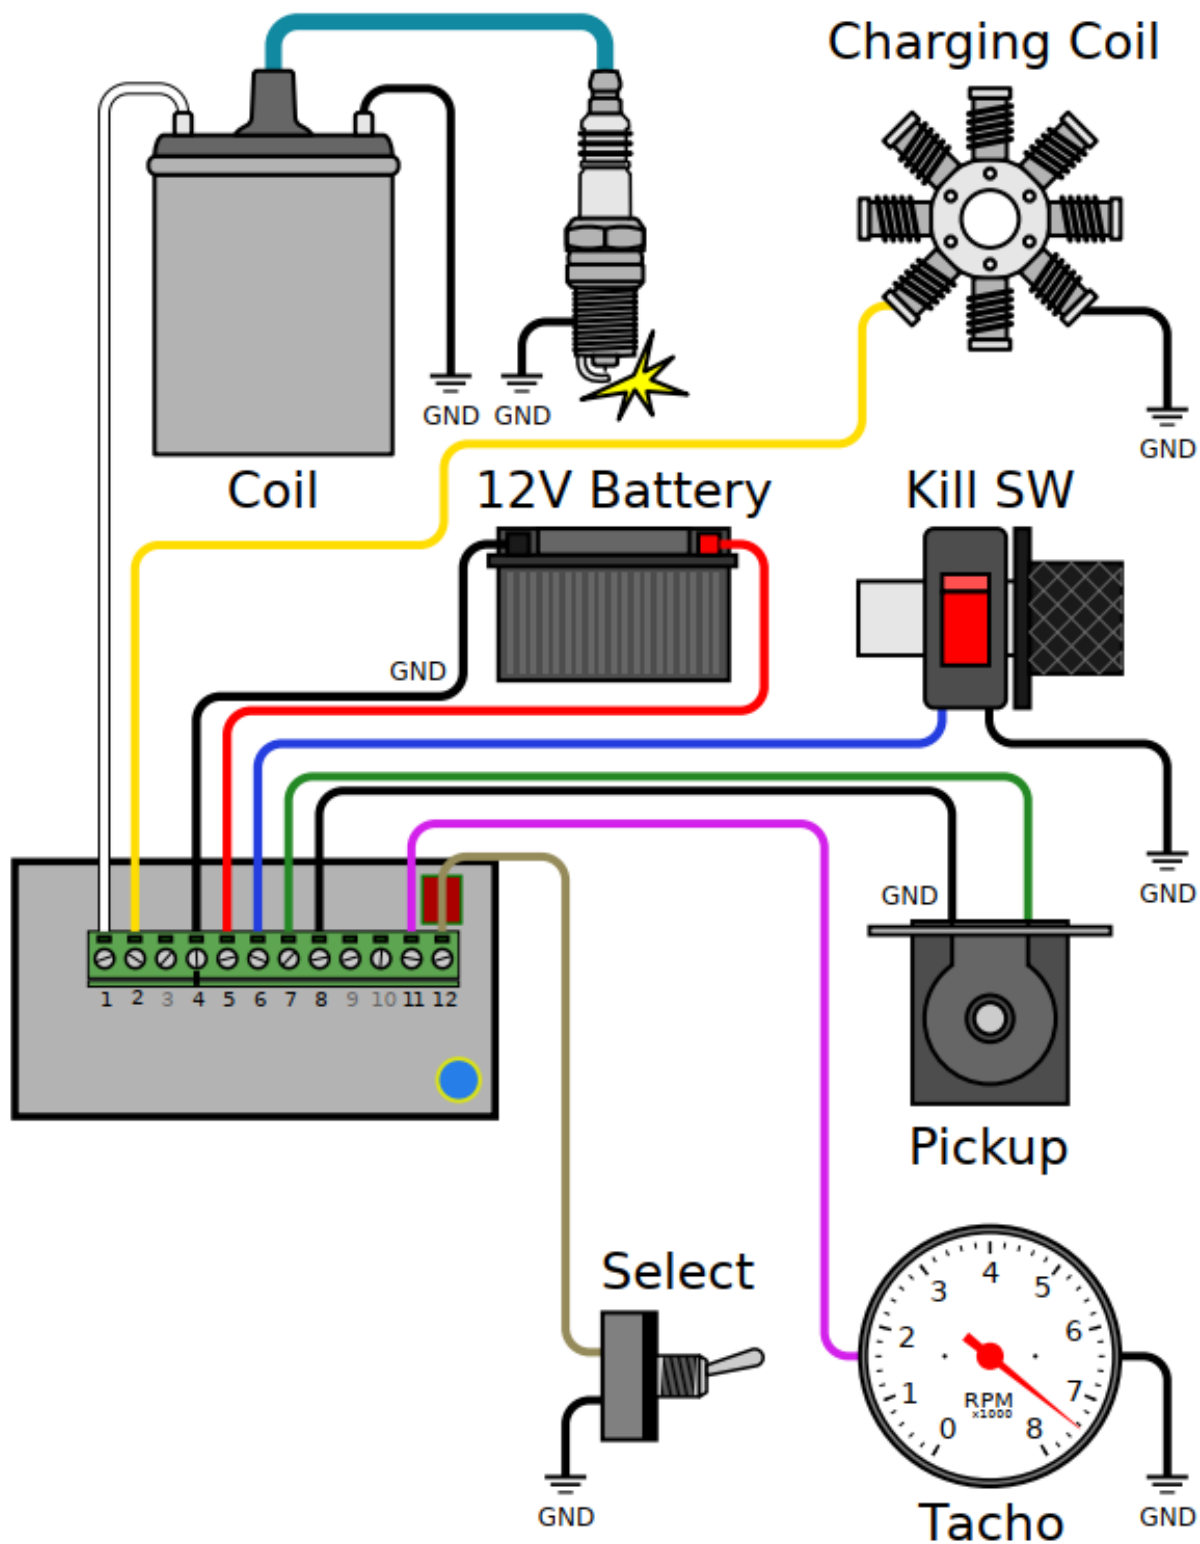 Charging Coil
GND GND
GND
Coil
12V Battery
Kill SW
GND
GND
GND
1 2 3 4 5 6 7 8 9 10 11 12
Pickup
Select
0 1 2 3 4 5 6 7 8
RPM
x1000
GND
GND
Tacho